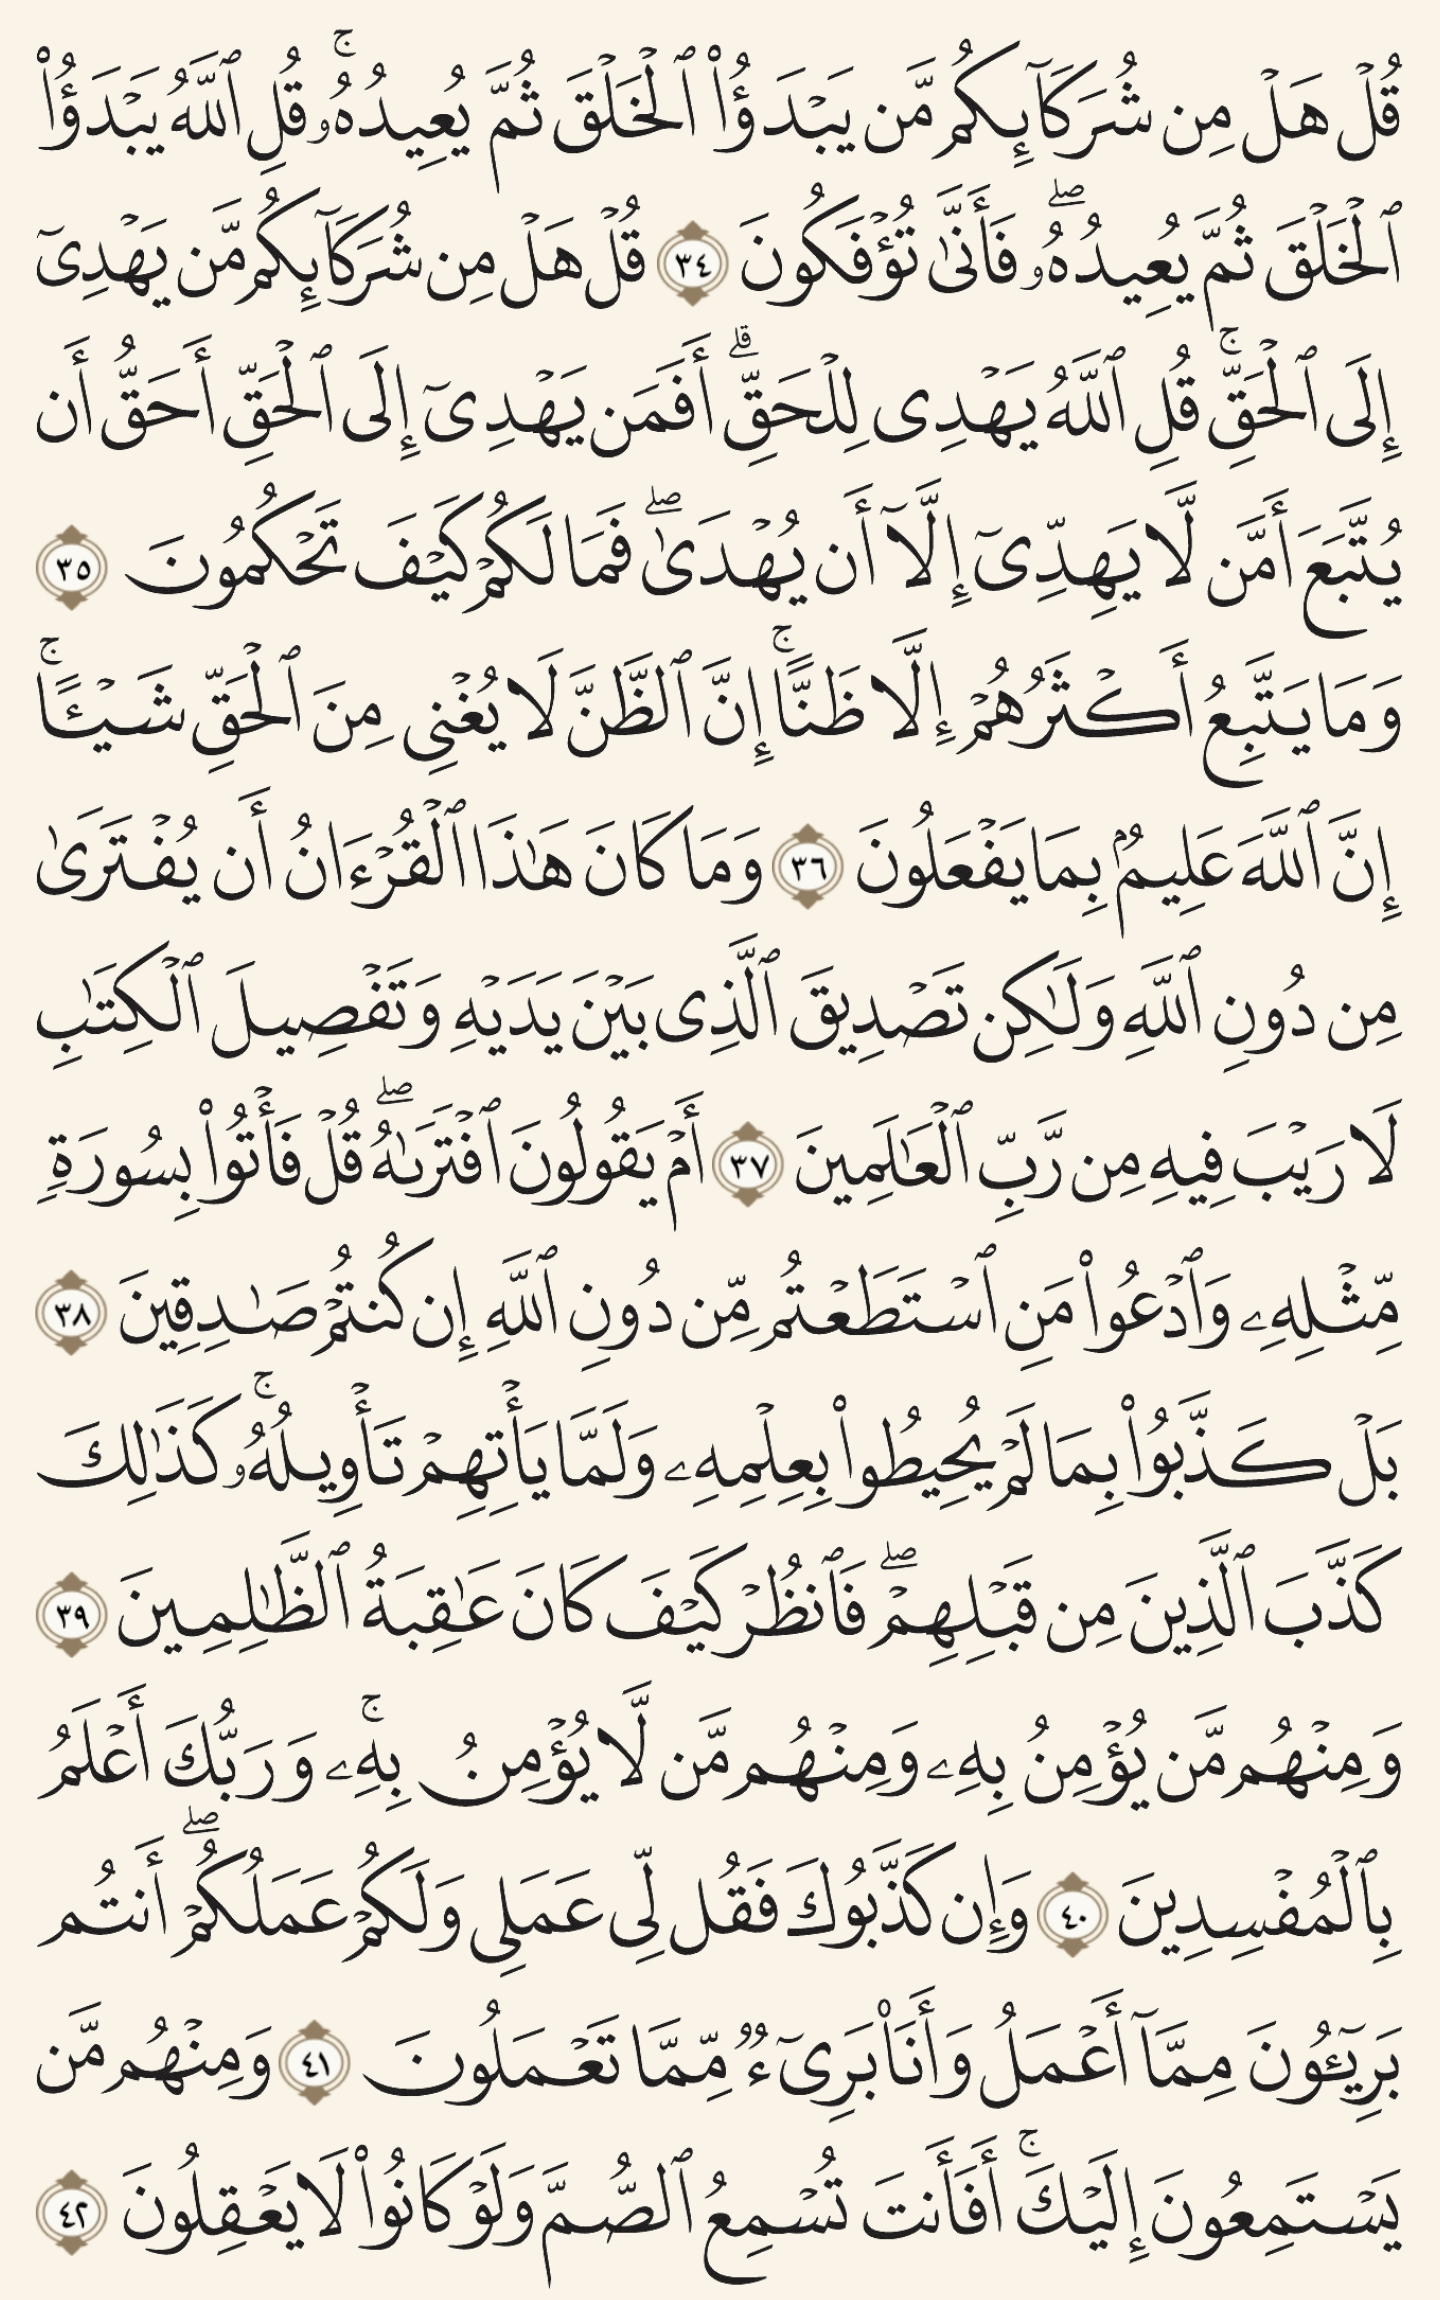 قُلْ هَلْ مِن شُرَكَآئِكُم مَّن يَبْدَؤُا۟ ٱلْخَلْقَ ثُمَّ يُعِيدُهُۥ ۚ قُلِ ٱللَّهُ يَبْدَؤُا۟
ٱلْخَلْقَ ثُمَّ يُعِيدُهُۥ ۖ فَأَنَّىٰ تُؤْفَكُونَ ٣٤ قُلْ هَلْ مِن شُرَكَآئِكُم مَّن يَهْدِىٓ
إِلَى ٱلْحَقِّ ۚ قُلِ ٱللَّهُ يَهْدِى لِلْحَقِّ ۗ أَفَمَن يَهْدِىٓ إِلَى ٱلْحَقِّ أَحَقُّ أَن
يُتَّبَعَ أَمَّن لَّا يَهِدِّىٓ إِلَّآ أَن يُهْدَىٰ ۖ فَمَا لَكُمْ كَيْفَ تَحْكُمُونَ ٣٥
وَمَا يَتَّبِعُ أَكْثَرُهُمْ إِلَّا ظَنًّا ۚ إِنَّ ٱلظَّنَّ لَا يُغْنِى مِنَ ٱلْحَقِّ شَيْـًٔا ۚ
إِنَّ ٱللَّهَ عَلِيمٌۢ بِمَا يَفْعَلُونَ ٣٦ وَمَا كَانَ هَـٰذَا ٱلْقُرْءَانُ أَن يُفْتَرَىٰ
مِن دُونِ ٱللَّهِ وَلَـٰكِن تَصْدِيقَ ٱلَّذِى بَيْنَ يَدَيْهِ وَتَفْصِيلَ ٱلْكِتَـٰبِ
لَا رَيْبَ فِيهِ مِن رَّبِّ ٱلْعَـٰلَمِينَ ٣٧ أَمْ يَقُولُونَ ٱفْتَرَىٰهُ ۖ قُلْ فَأْتُوا۟ بِسُورَةٍ
مِّثْلِهِۦ وَٱدْعُوا۟ مَنِ ٱسْتَطَعْتُم مِّن دُونِ ٱللَّهِ إِن كُنتُمْ صَـٰدِقِينَ ٣٨
بَلْ كَذَّبُوا۟ بِمَا لَمْ يُحِيطُوا۟ بِعِلْمِهِۦ وَلَمَّا يَأْتِهِمْ تَأْوِيلُهُۥ ۚ كَذَٰلِكَ
كَذَّبَ ٱلَّذِينَ مِن قَبْلِهِمْ ۖ فَٱنظُرْ كَيْفَ كَانَ عَـٰقِبَةُ ٱلظَّـٰلِمِينَ ٣٩
وَمِنْهُم مَّن يُؤْمِنُ بِهِۦ وَمِنْهُم مَّن لَّا يُؤْمِنُ بِهِۦ ۚ وَرَبُّكَ أَعْلَمُ
بِٱلْمُفْسِدِينَ ٤٠ وَإِن كَذَّبُوكَ فَقُل لِّى عَمَلِى وَلَكُمْ عَمَلُكُمْ ۖ أَنتُم
بَرِيٓـُٔونَ مِمَّآ أَعْمَلُ وَأَنَا۠ بَرِىٓءٌ مِّمَّا تَعْمَلُونَ ٤١ وَمِنْهُم مَّن
يَسْتَمِعُونَ إِلَيْكَ ۚ أَفَأَنتَ تُسْمِعُ ٱلصُّمَّ وَلَوْ كَانُوا۟ لَا يَعْقِلُونَ ٤٢